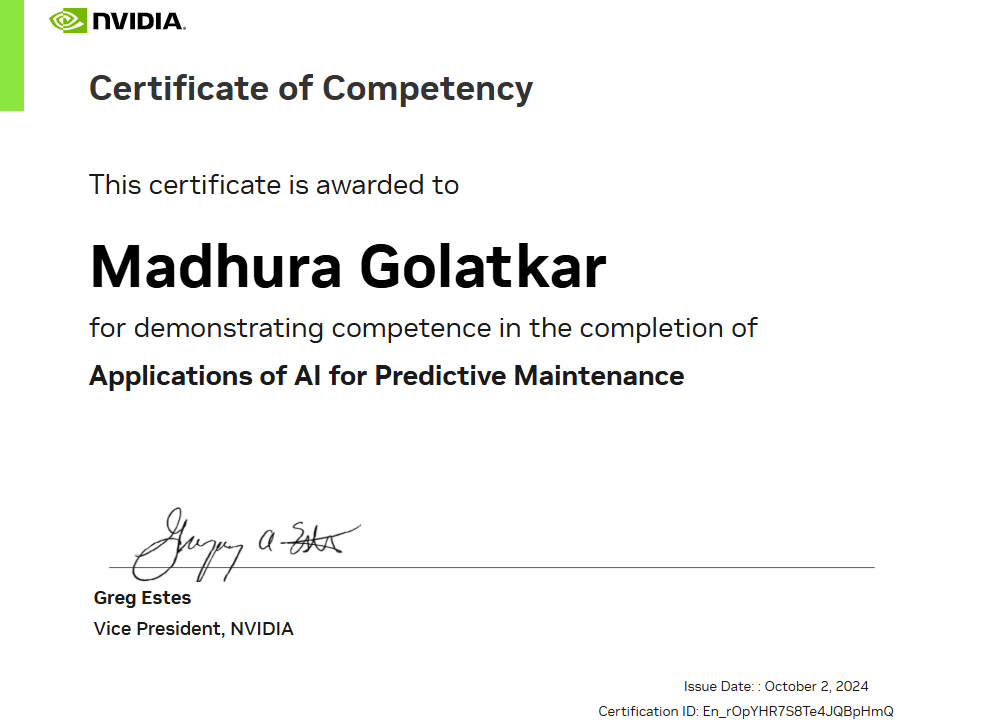 NVIDIA.
Certificate of Competency
This certificate is awarded to
Madhura Golatkar
for demonstrating competence in the completion of
Applications of AI for Predictive Maintenance
Gregory A Estes
Greg Estes
Vice President, NVIDIA
Issue Date: : October 2, 2024
Certification ID: En_rOpYHR7S8Te4JQBpHmQ